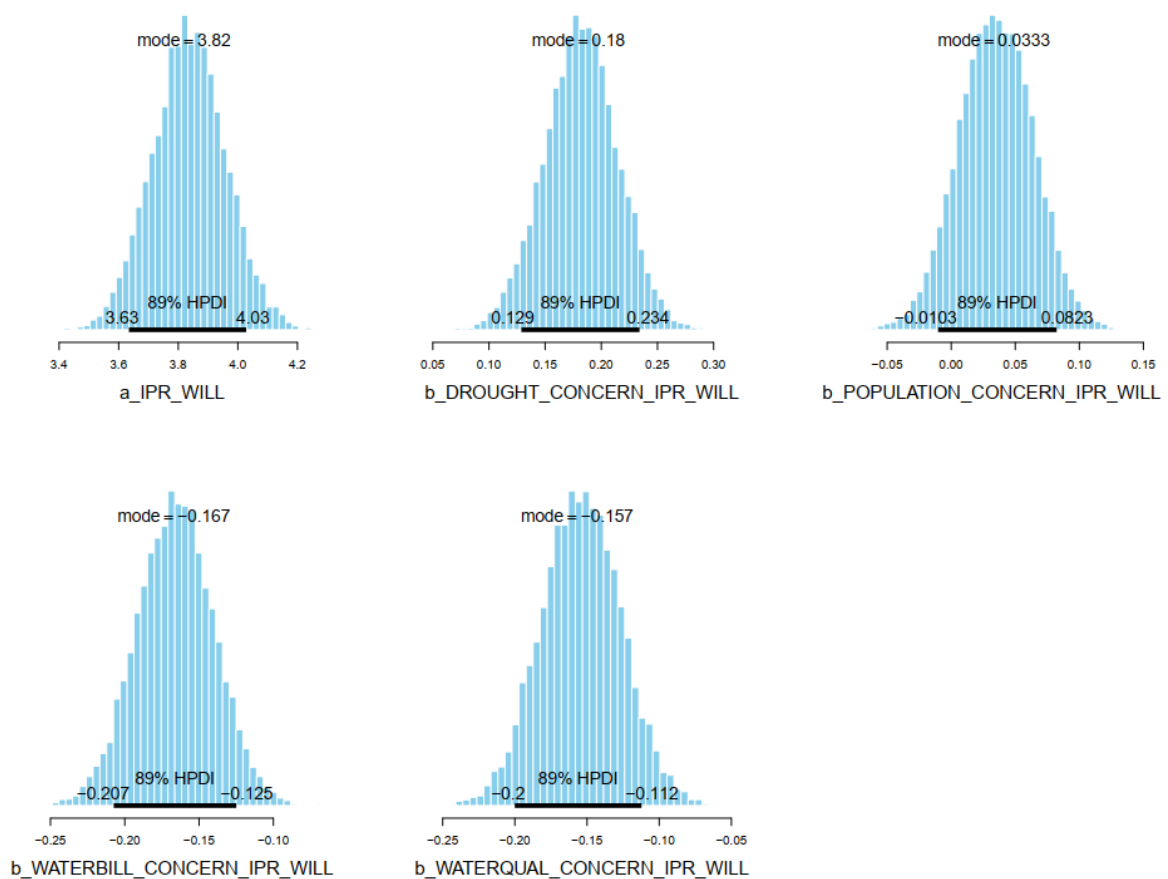 mode = 3.82
89% HPDI
3.63 4.03
3.4 3.6 3.8 4.0 4.2
a_IPR_WILL
mode = 0.18
89% HPDI
0.129 0.234
0.05 0.10 0.15 0.20 0.25 0.30
b_DROUGHT_CONCERN_IPR_WILL
mode = 0.0333
89% HPDI
−0.0103 0.0823
−0.05 0.00 0.05 0.10 0.15
b_POPULATION_CONCERN_IPR_WILL
mode = −0.167
89% HPDI
−0.207 −0.125
−0.25 −0.20 −0.15 −0.10
b_WATERBILL_CONCERN_IPR_WILL
mode = −0.157
89% HPDI
−0.2 −0.112
−0.25 −0.20 −0.15 −0.10 −0.05
b_WATERQUAL_CONCERN_IPR_WILL